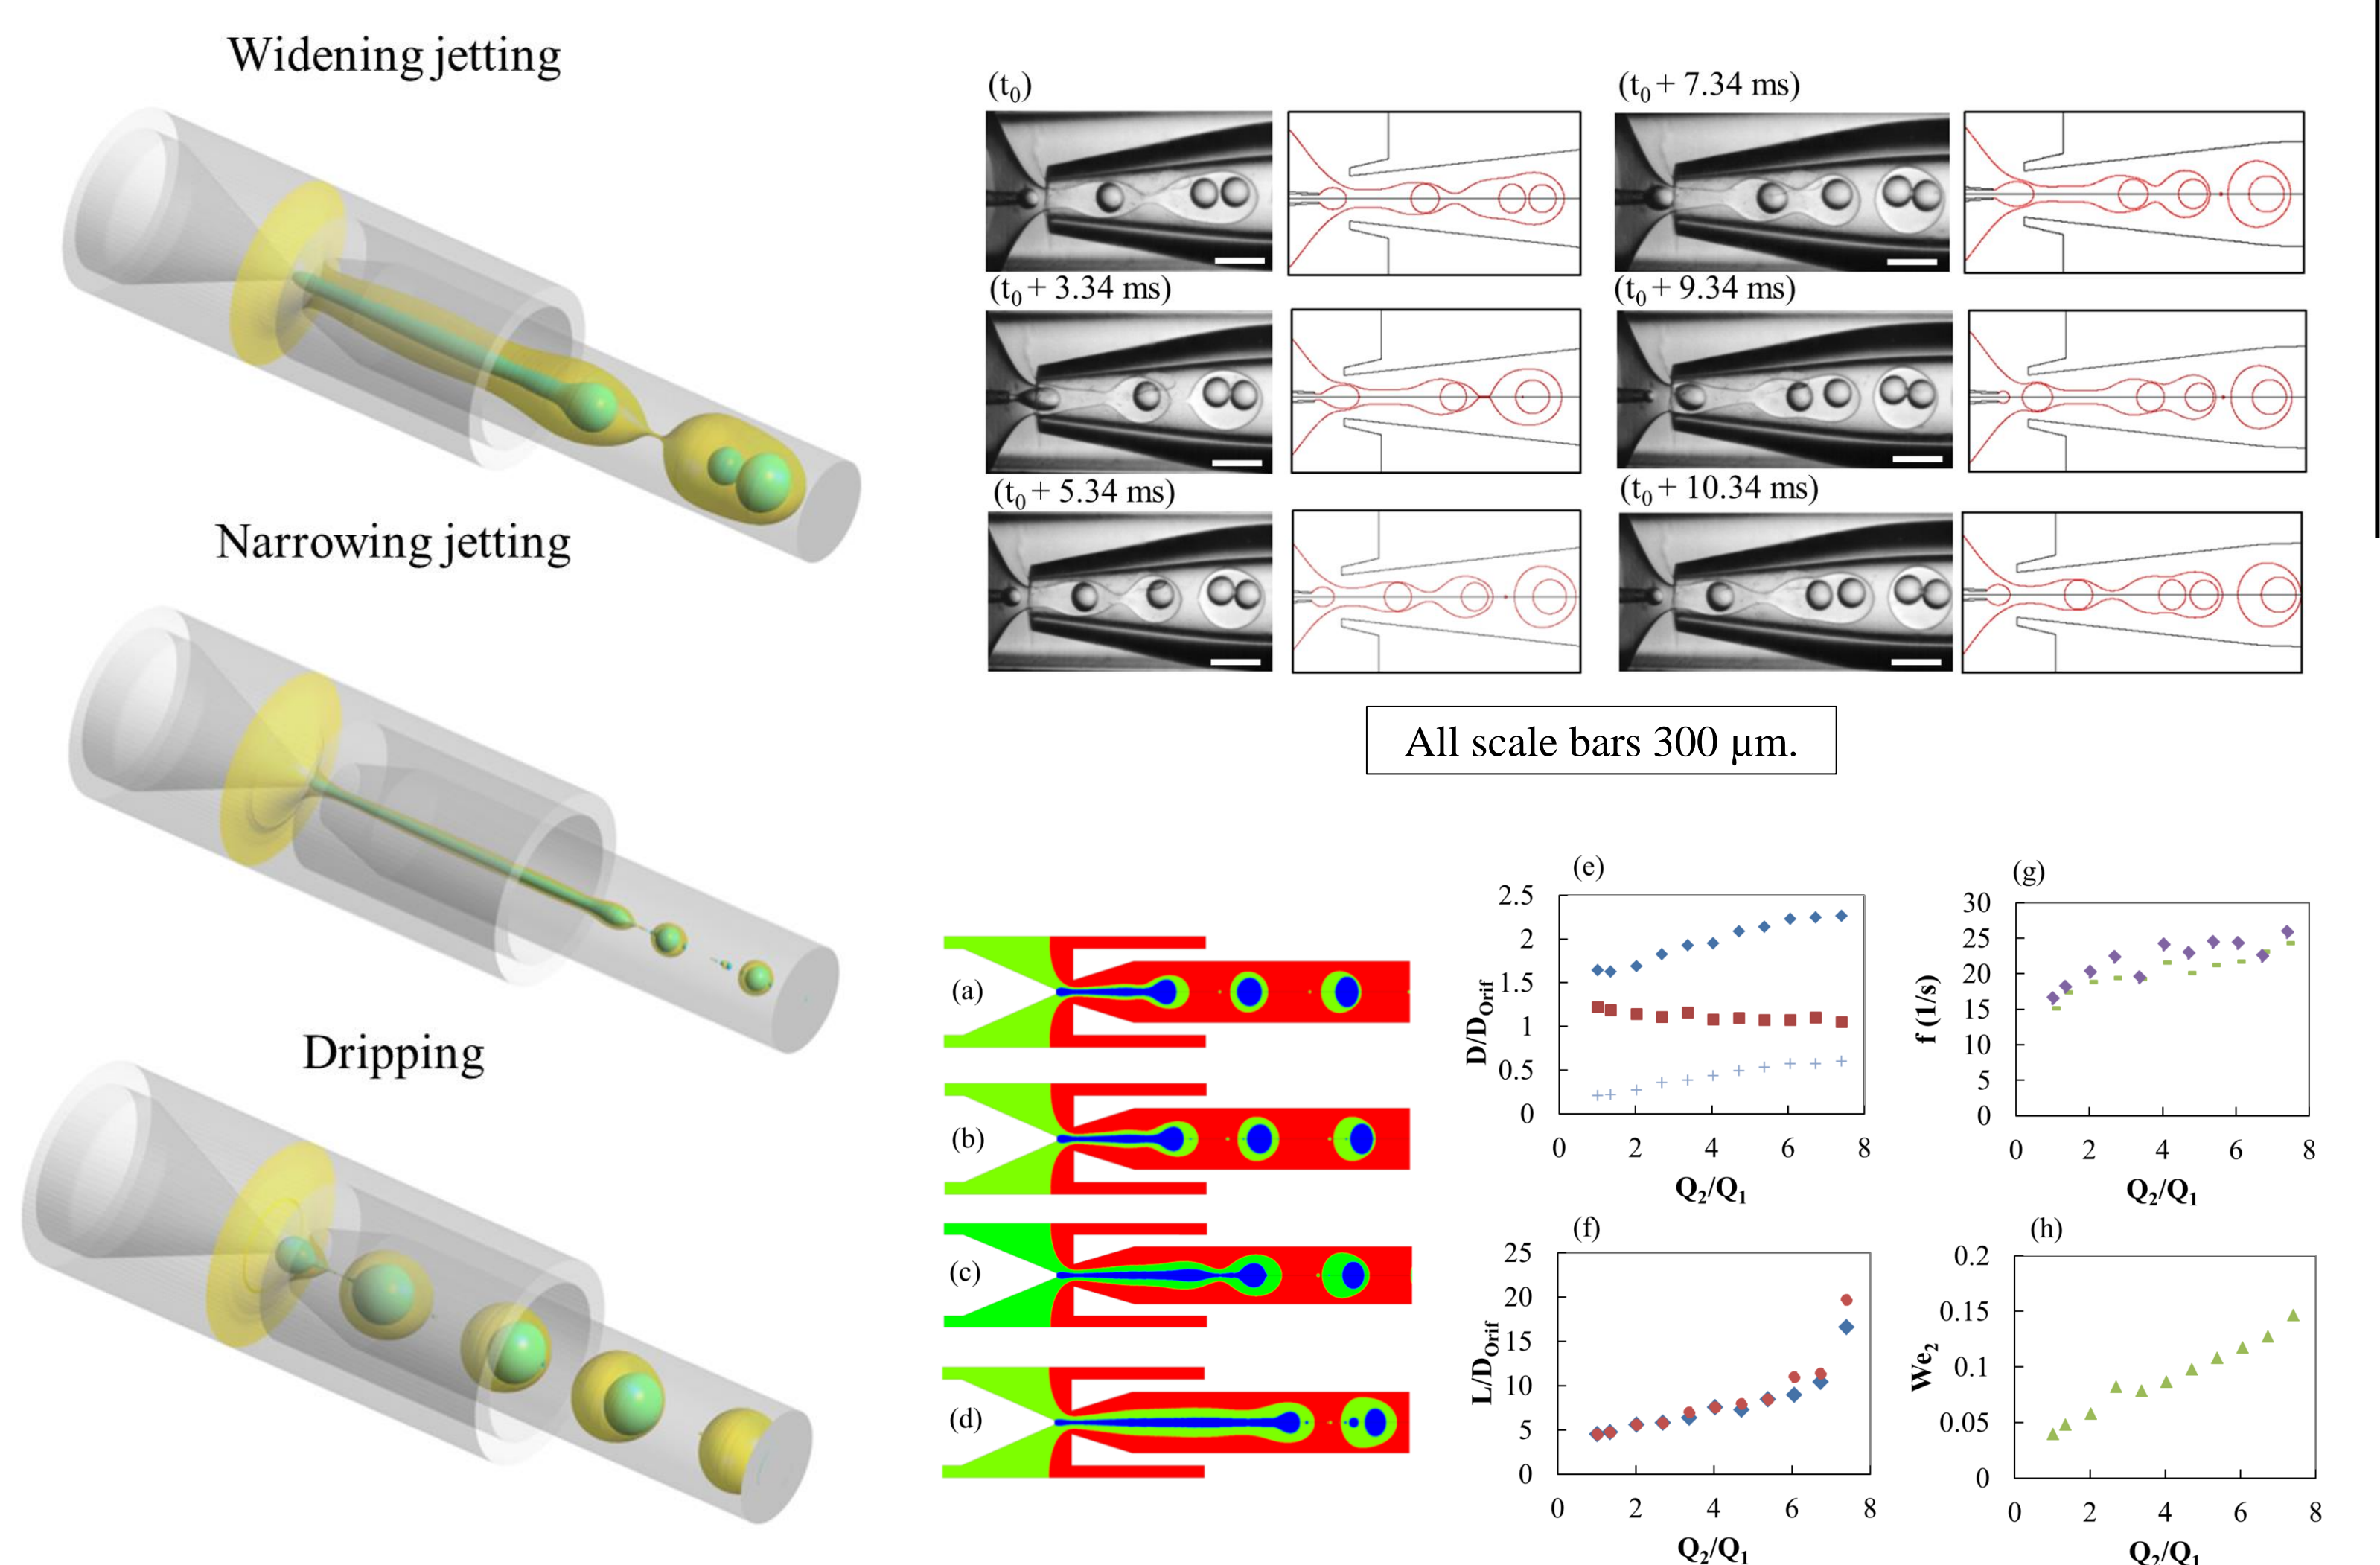 Widening jetting
Narrowing jetting
Dripping
(t0) (t0 + 7.34 ms)
(t0 + 3.34 ms) (t0 + 9.34 ms)
(t0 + 5.34 ms) (t0 + 10.34 ms)
All scale bars 300 µm.
(a)
(b)
(c)
(d)
(e)
2.5
2
1.5
1
0.5
0
D/DOrif
0 2 4 6 8
Q2/Q1
(g)
30
25
20
15
10
5
0
f (1/s)
0 2 4 6 8
Q2/Q1
(f)
25
20
15
10
5
0
L/DOrif
0 2 4 6 8
Q2/Q1
(h)
0.2
0.15
0.1
0.05
0
We2
0 2 4 6 8
Q2/Q1